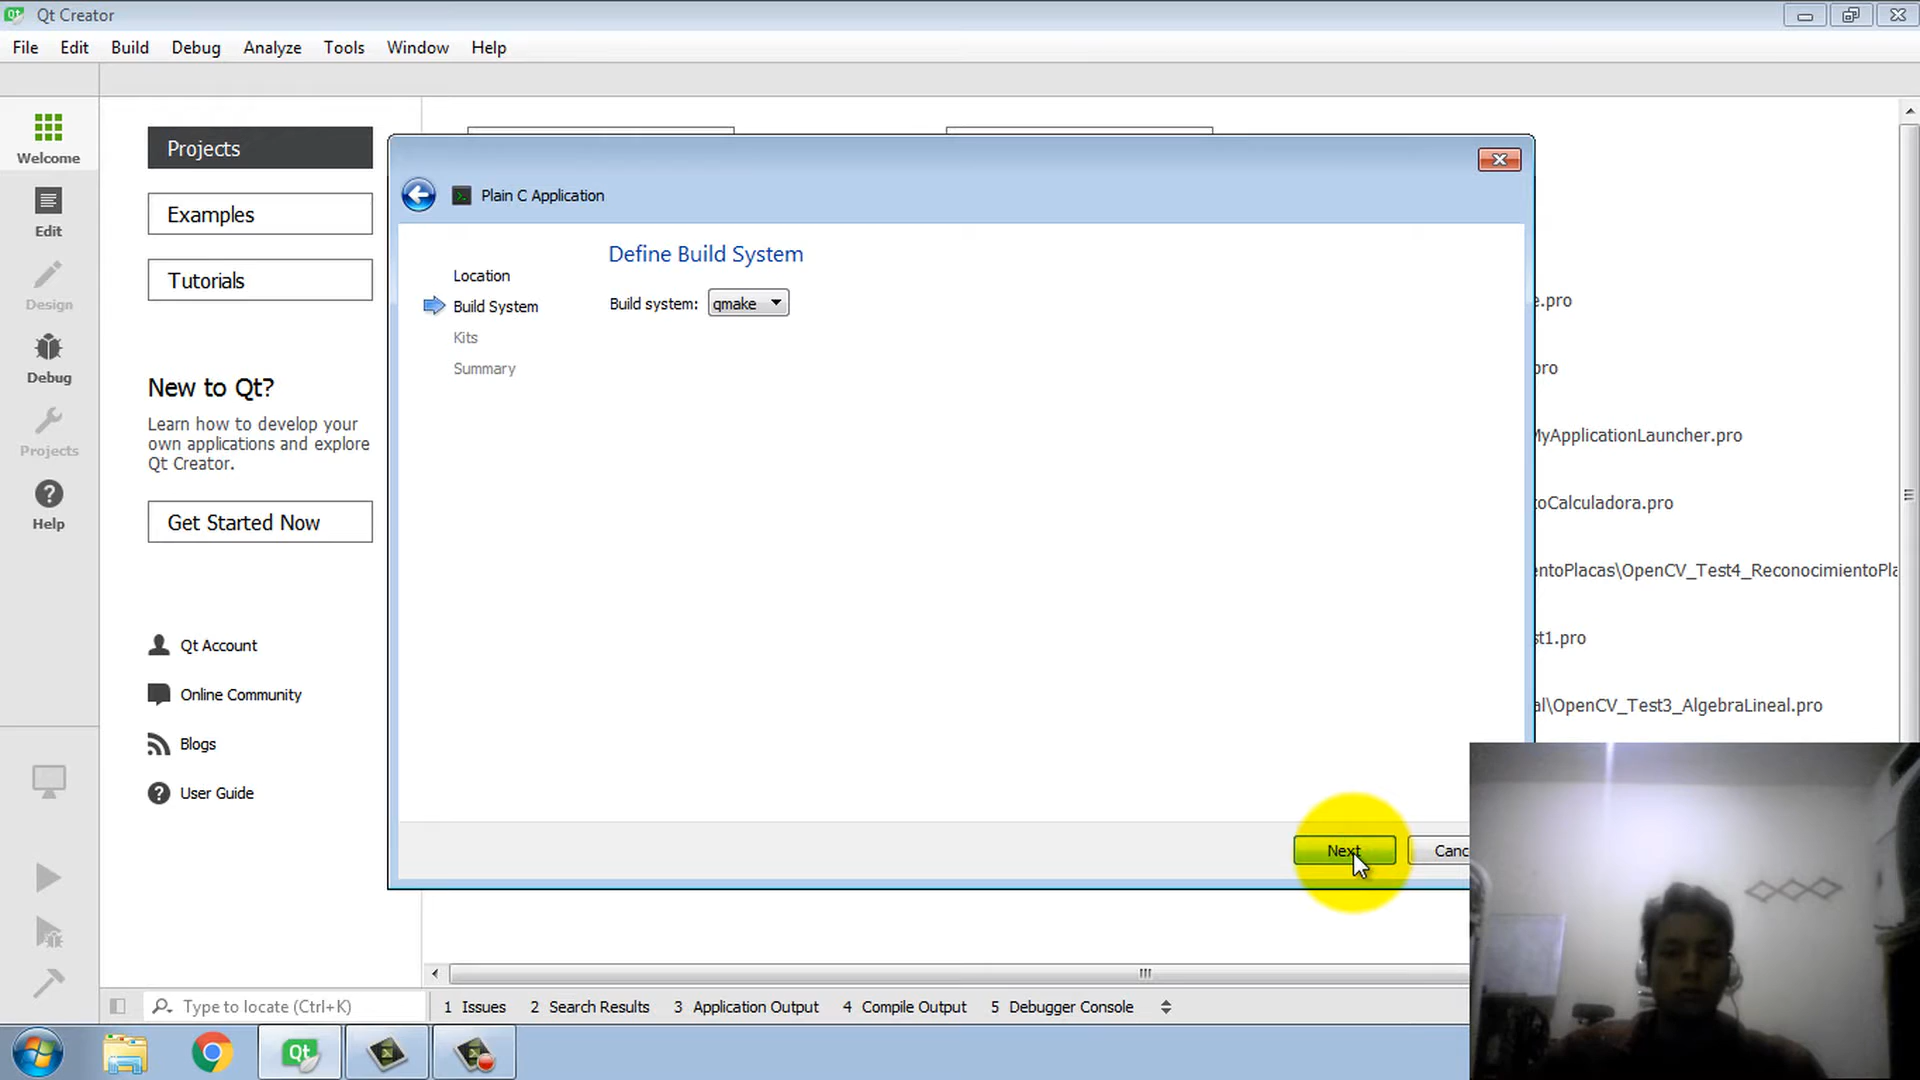 Qt Creator
File Edit Build Debug Analyze Tools Window Help
Welcome
Edit
Design
Debug
Projects
Help
Projects
Examples
Tutorials
New to Qt?
Learn how to develop your
own applications and explore
Qt Creator.
Get Started Now
Qt Account
Online Community
Blogs
User Guide
Plain C Application
Location
Build System
Kits
Summary
Define Build System
Build system: qmake
Next
Canc
e.pro
oro
MyApplicationLauncher.pro
oCalculadora.pro
entoPlacas\OpenCV_Test4_ReconocimientoPla
st1.pro
al\OpenCV_Test3_AlgebraLineal.pro
Type to locate (Ctrl+K)
1 Issues 2 Search Results 3 Application Output 4 Compile Output 5 Debugger Console
Qt